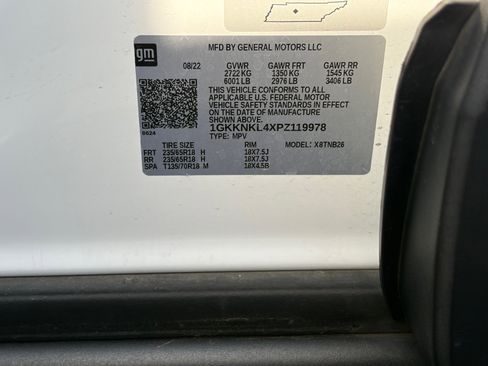 gm
MFD BY GENERAL MOTORS LLC
08/22 GVWR GAWR FRT GAWR RR
2722 KG 1350 KG 1545 KG
6001 LB 2976 LB 3406 LB
THIS VEHICLE CONFORMS TO ALL
APPLICABLE U.S. FEDERAL MOTOR
VEHICLE SAFETY STANDARDS IN EFFECT
ON THE DATE OF MANUFACTURE
SHOWN ABOVE.
1GKKNKL4XPZ119978
0624 TYPE: MPV
TIRE SIZE RIM MODEL: X8TNB26
FRT 235/65R18 H 18X7.5J
RR 235/65R18 H 18X7.5J
SPA T135/70R18 M 18X4.5B